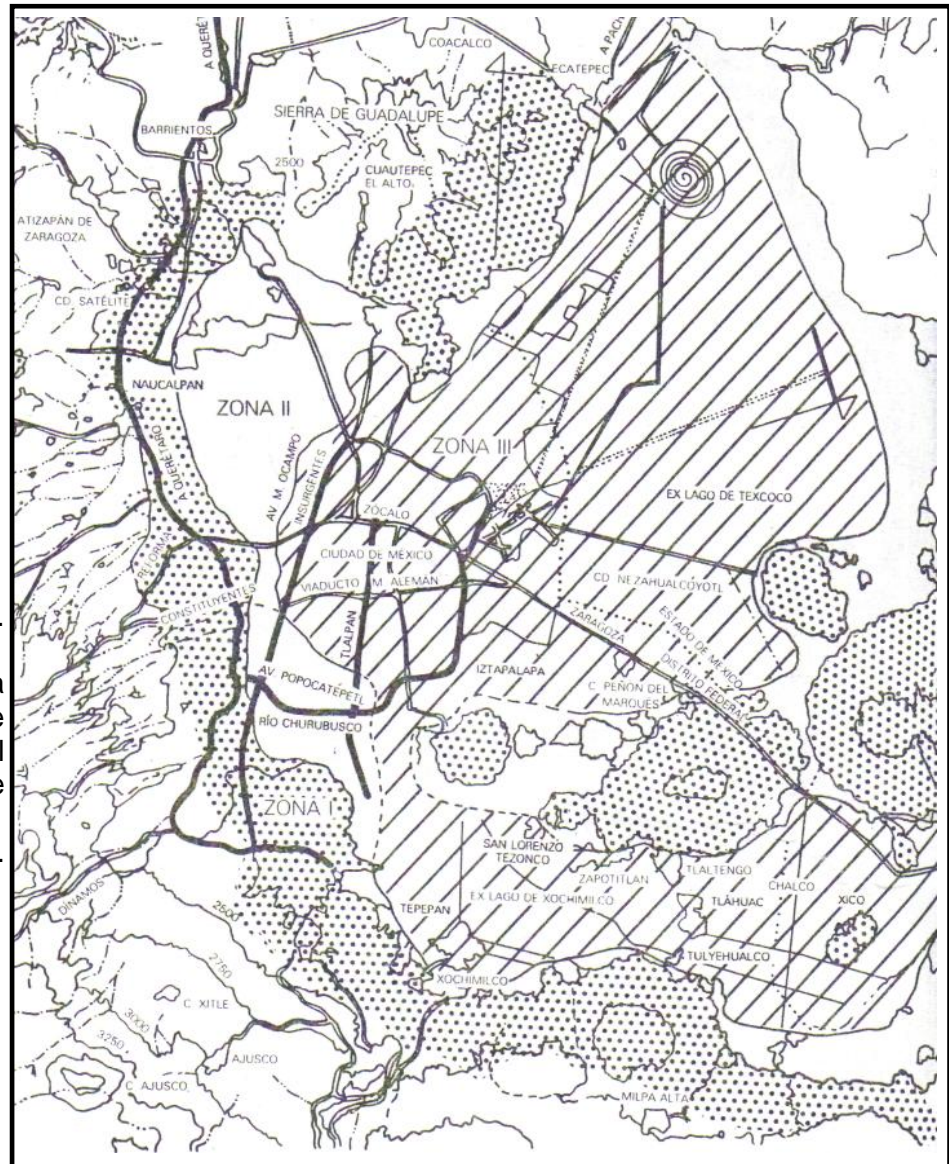 COACALCO
A QUERÉT
A PACH
ECATEPEC
SIERRA DE GUADALUPE
BARRIENTOS
2500
CUAUTEPEC
EL ALTO
ATIZAPÁN DE
ZARAGOZA
CD. SATÉLITE
NAUCALPAN
ZONA II
A QUERÉTARO
AV. M. OCAMPO
INSURGENTES
ZONA III
EX LAGO DE TEXCOCO
ZÓCALO
CIUDAD DE MÉXICO
REFORMA
VIADUCTO M. ALEMÁN
CD. NEZAHUALCÓYOTL
CONSTITUYENTES
ZARAGOZA
ESTADO DE MÉXICO
DISTRITO FEDERAL
TLALPAN
AV. POPOCATÉPETL
IZTAPALAPA
C. PEÑÓN DEL
MARQUÉS
RÍO CHURUBUSCO
a
e
l
e
ZONA I
SAN LORENZO
TEZONCO
ZAPOTITLAN
TLALTENGO
CHALCO
DÍNAMOS
TEPEPAN
EX LAGO DE XOCHIMILCO
TLÁHUAC
XICO
2500
TULYEHUALCO
XOCHIMILCO
2750
C. XITLE
3000
3250
AJUSCO
C. AJUSCO
MILPA ALTA